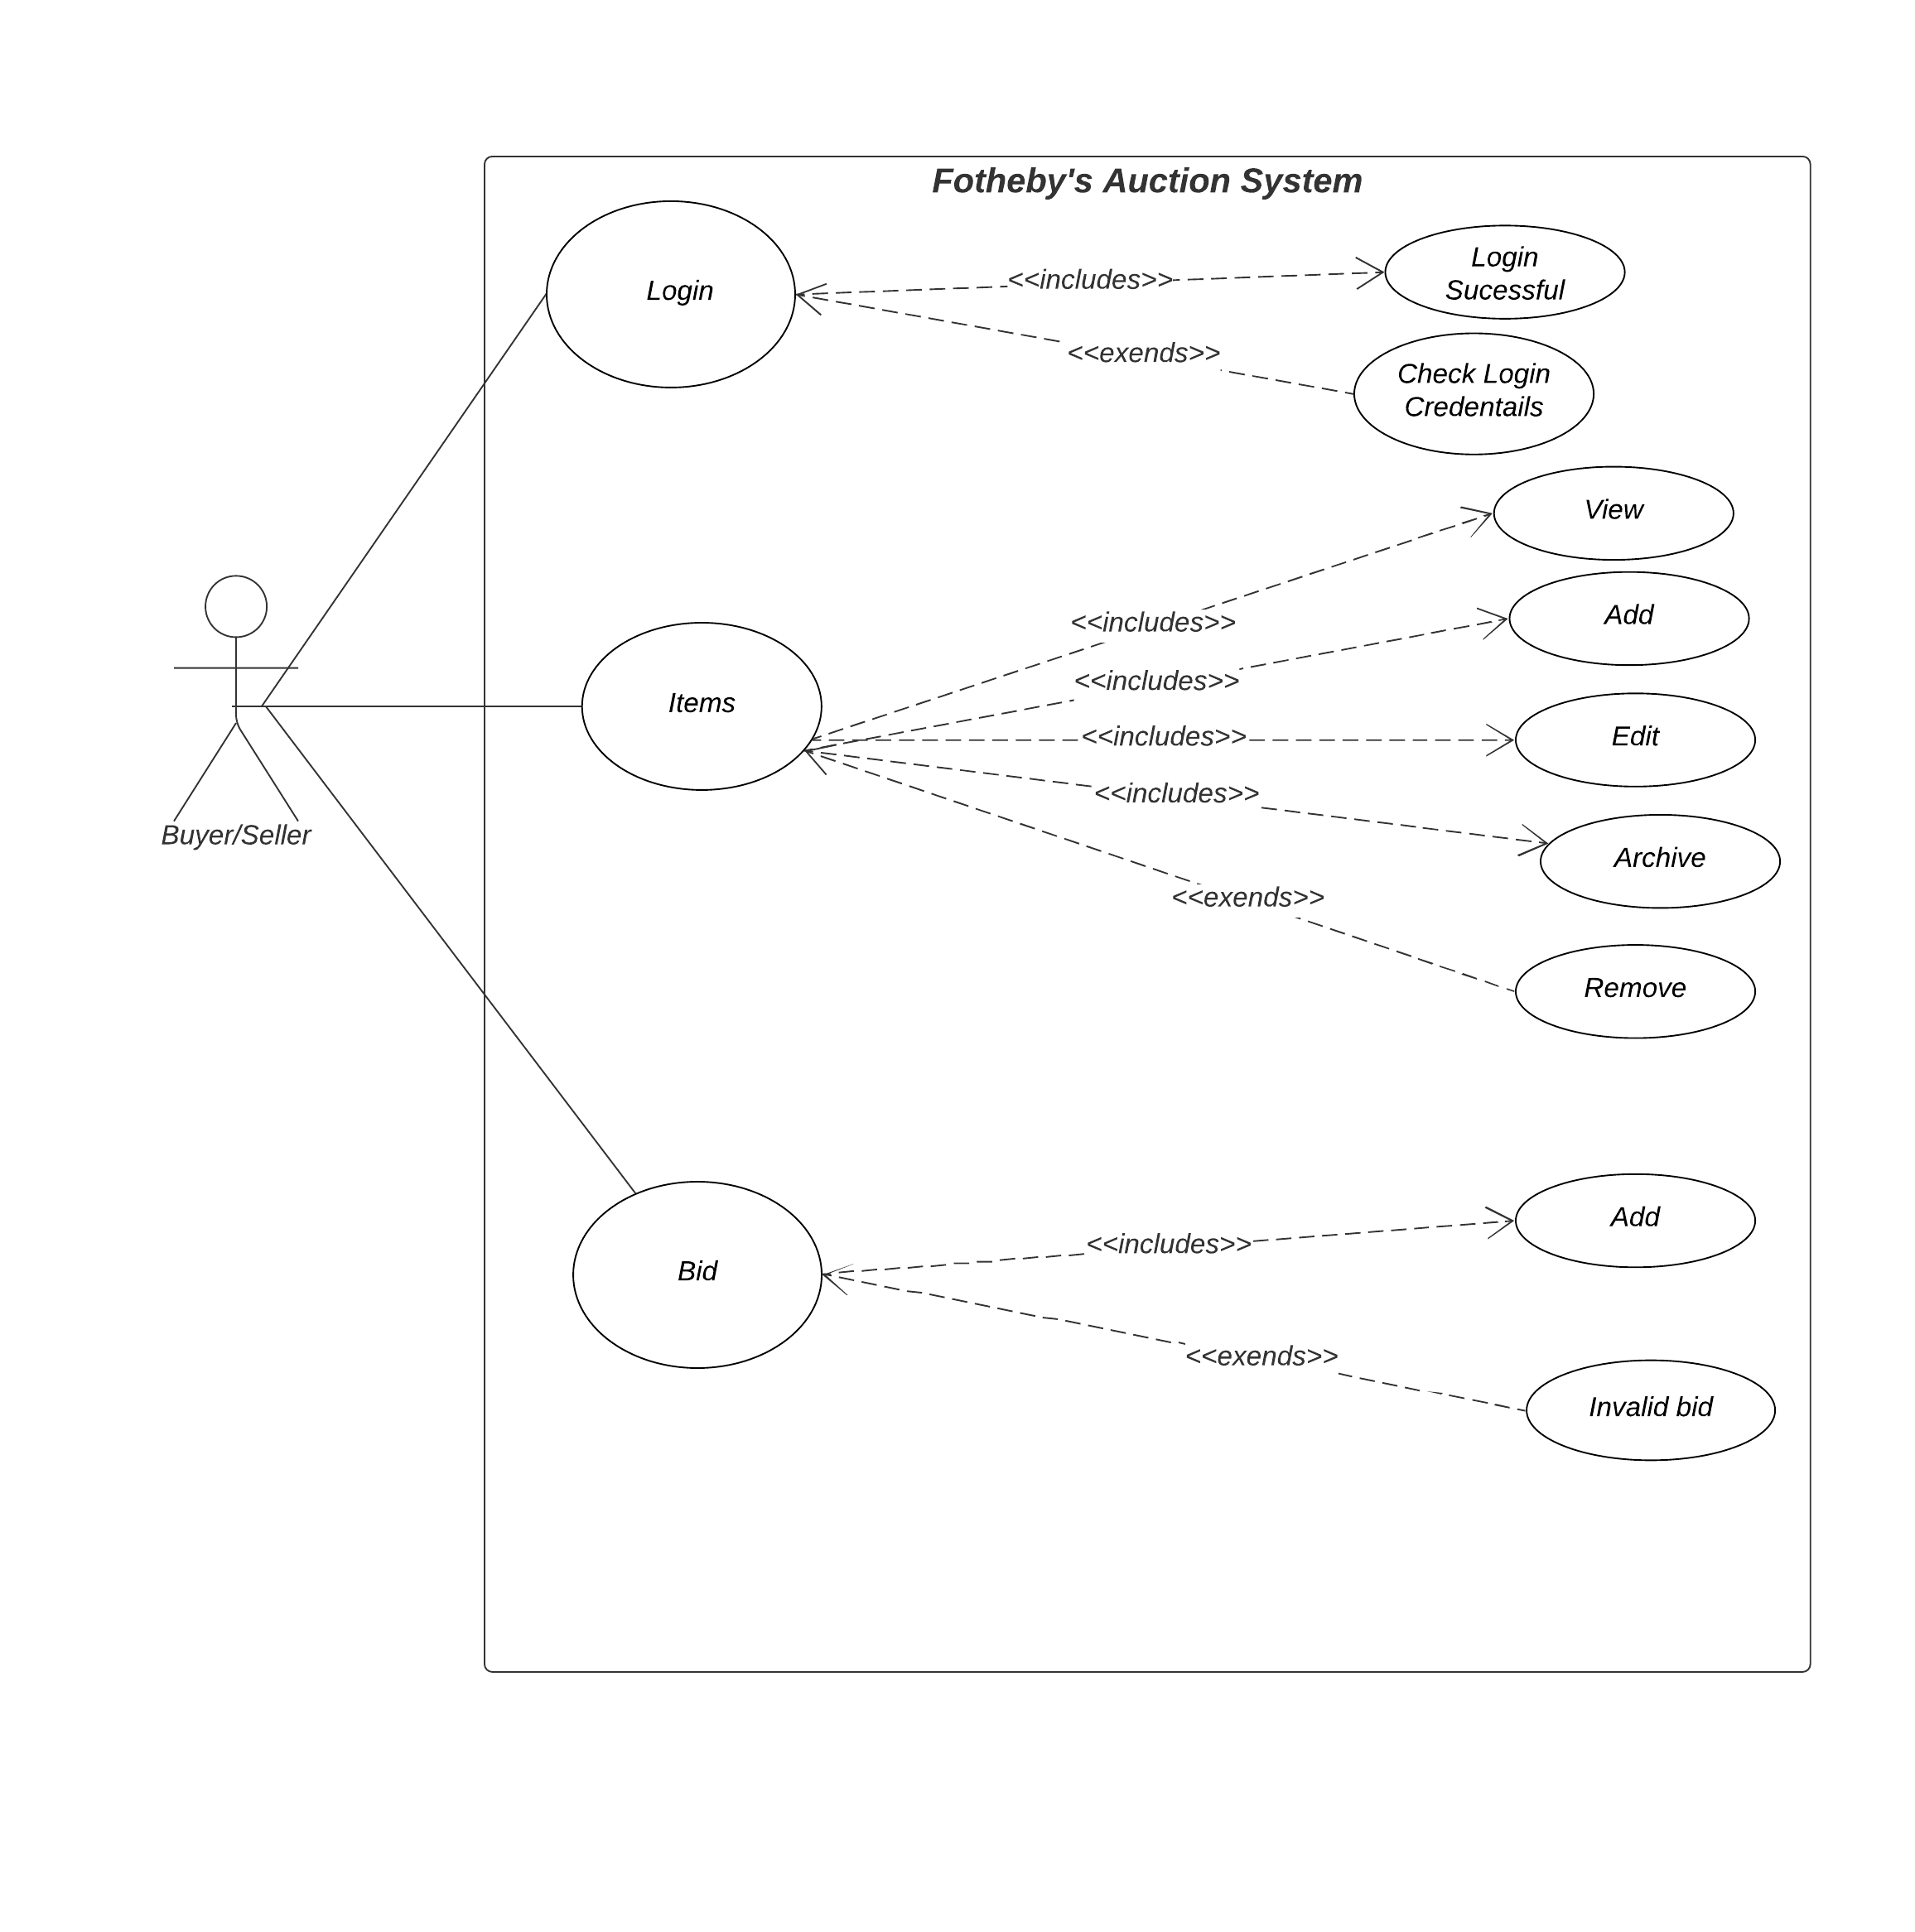 Fotheby's Auction System
Login
<<includes>>
Login
Sucessful
<<exends>>
Check Login
Credentails
Buyer/Seller
Items
<<includes>>
View
<<includes>>
Add
<<includes>>
Edit
<<includes>>
Archive
<<exends>>
Remove
Bid
<<includes>>
Add
<<exends>>
Invalid bid